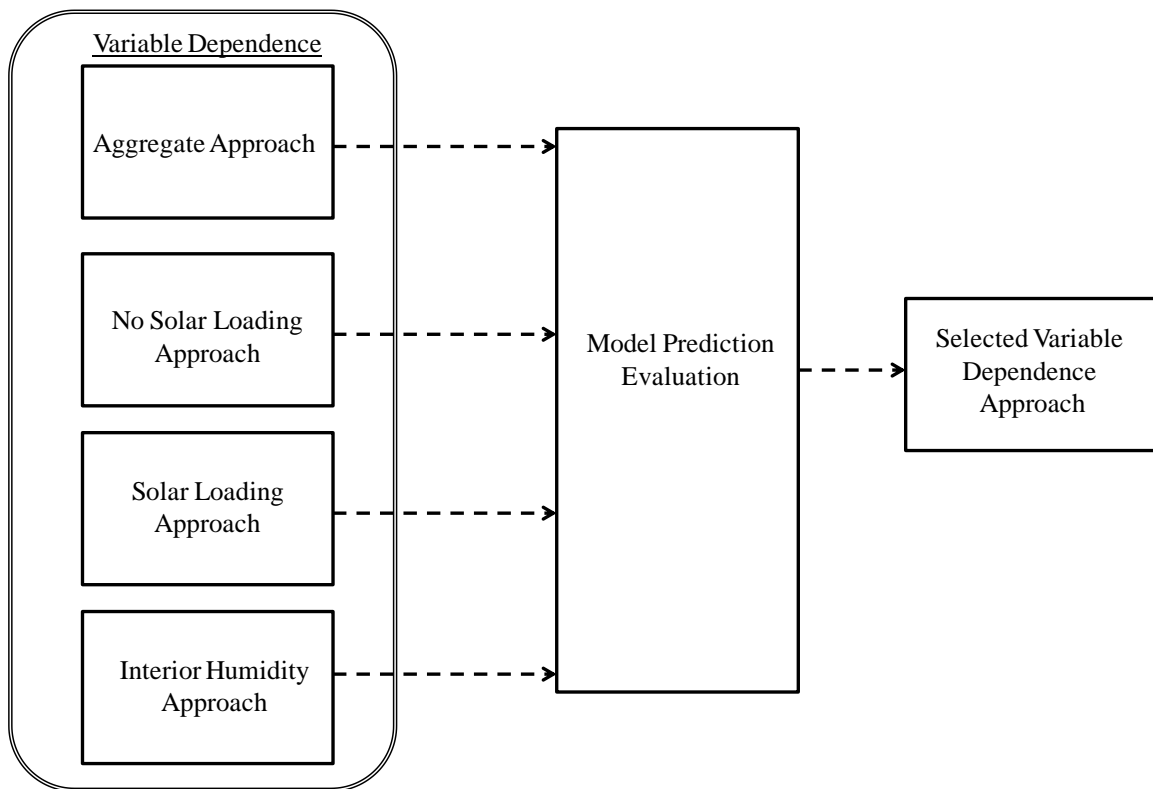 Variable Dependence
Aggregate Approach
No Solar Loading
Approach
Solar Loading
Approach
Interior Humidity
Approach
Model Prediction
Evaluation
Selected Variable
Dependence
Approach